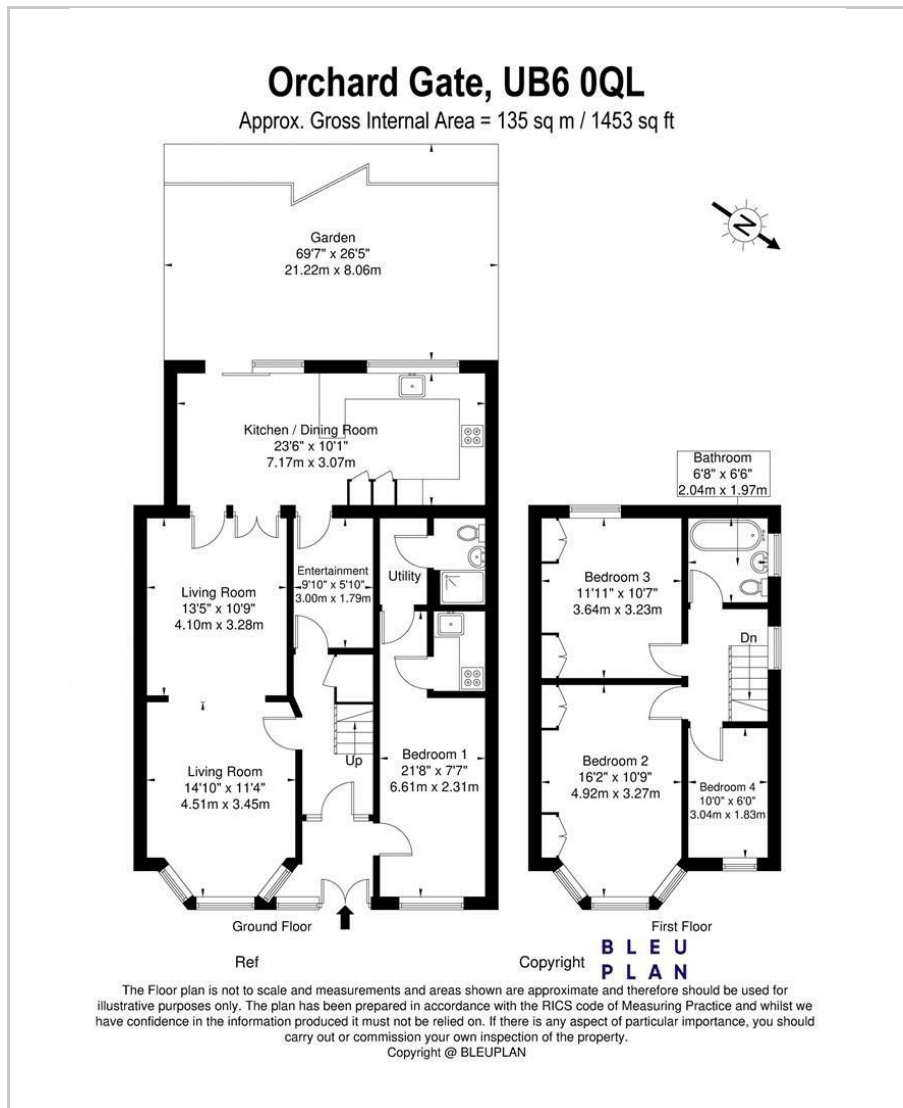 Orchard Gate, UB6 0QL
Approx. Gross Internal Area = 135 sq m / 1453 sq ft
N
Garden
69'7" x 26'5"
21.22m x 8.06m
Kitchen / Dining Room
23'6" x 10'1"
7.17m x 3.07m
Bathroom
6'8" x 6'6"
2.04m x 1.97m
Living Room
13'5" x 10'9"
4.10m x 3.28m
Entertainment
9'10" x 5'10"
3.00m x 1.79m
Utility
Bedroom 3
11'11" x 10'7"
3.64m x 3.23m
Dn
Living Room
14'10" x 11'4"
4.51m x 3.45m
Up
Bedroom 1
21'8" x 7'7"
6.61m x 2.31m
Bedroom 2
16'2" x 10'9"
4.92m x 3.27m
Bedroom 4
10'0" x 6'0"
3.04m x 1.83m
Ground Floor
First Floor
Ref
Copyright
BLEU
PLAN
The Floor plan is not to scale and measurements and areas shown are approximate and therefore should be used for
illustrative purposes only. The plan has been prepared in accordance with the RICS code of Measuring Practice and whilst we
have confidence in the information produced it must not be relied on. If there is any aspect of particular importance, you should
carry out or commission your own inspection of the property.
Copyright @ BLEUPLAN